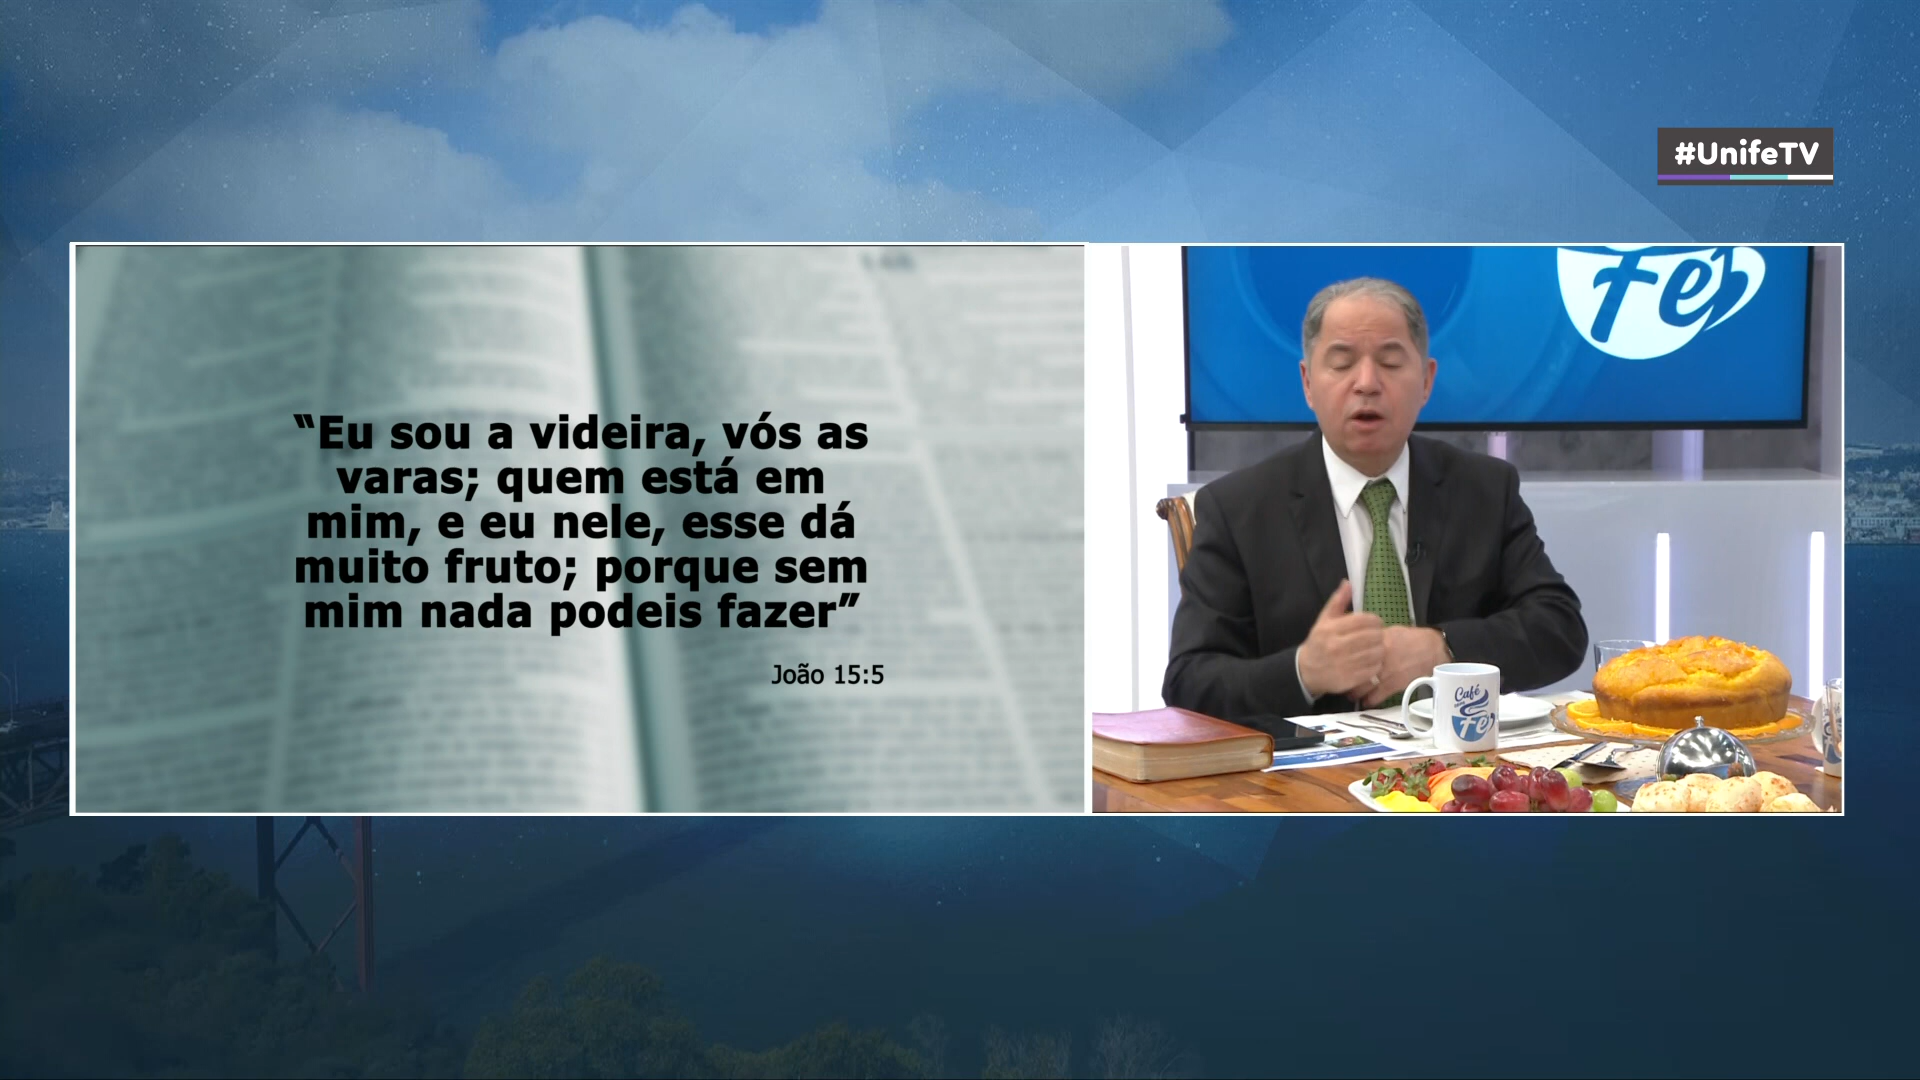 #UnifeTV
“Eu sou a videira, vós as
varas; quem está em
mim, e eu nele, esse dá
muito fruto; porque sem
mim nada podeis fazer”
João 15:5
fé
Café
com
fé